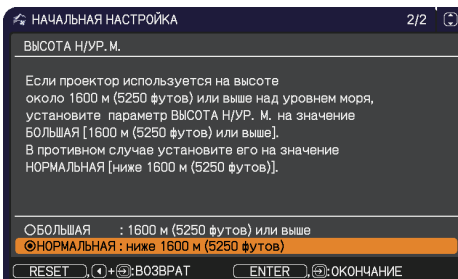 НАЧАЛЬНАЯ НАСТРОЙКА 2/2
ВЫСОТА Н/УР. М.
Если проектор используется на высоте
около 1600 м (5250 футов) или выше над уровнем моря,
установите параметр ВЫСОТА Н/УР. М. на значение
БОЛЬШАЯ [1600 м (5250 футов) или выше].
В противном случае установите его на значение
НОРМАЛЬНАЯ [ниже 1600 м (5250 футов)].
БОЛЬШАЯ : 1600 м (5250 футов) или выше
НОРМАЛЬНАЯ : ниже 1600 м (5250 футов)
RESET , + :ВОЗВРАТ ENTER , :ОКОНЧАНИЕ